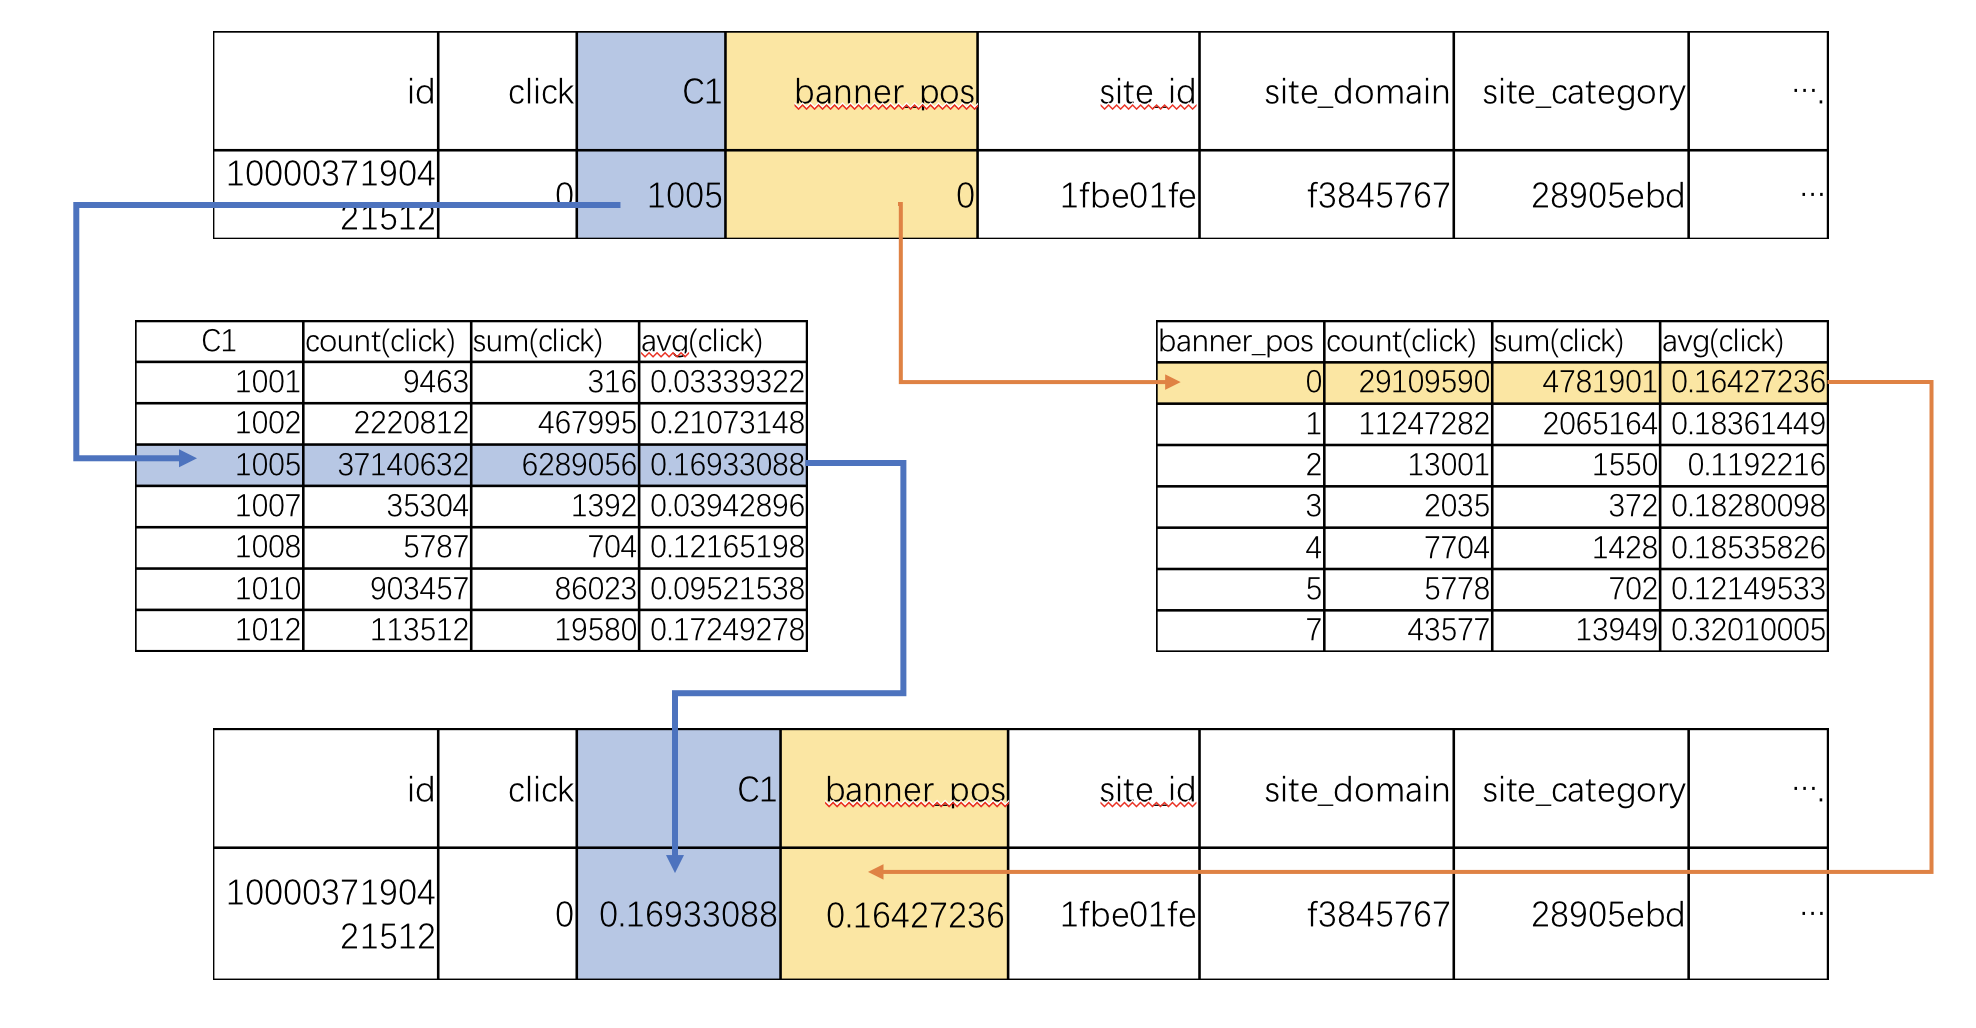 id click C1 banner_pos site_id site_domain site_category ….
10000371904
21512 0 1005 0 1fbe01fe f3845767 28905ebd …
C1 count(click) sum(click) avg(click)
1001 9463 316 0.03339322
1002 2220812 467995 0.21073148
1005 37140632 6289056 0.16933088
1007 35304 1392 0.03942896
1008 5787 704 0.12165198
1010 903457 86023 0.09521538
1012 113512 19580 0.17249278
banner_pos count(click) sum(click) avg(click)
0 29109590 4781901 0.16427236
1 11247282 2065164 0.18361449
2 13001 1550 0.1192216
3 2035 372 0.18280098
4 7704 1428 0.18535826
5 5778 702 0.12149533
7 43577 13949 0.32010005
id click C1 banner_pos site_id site_domain site_category ….
10000371904
21512 0 0.16933088 0.16427236 1fbe01fe f3845767 28905ebd …